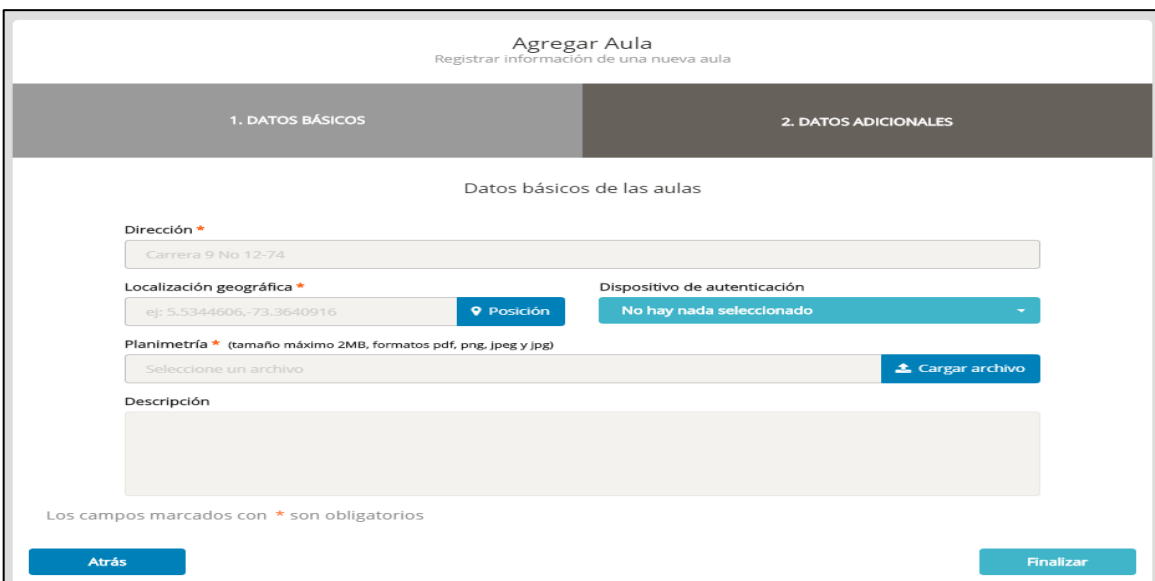 Agregar Aula
Registrar información de una nueva aula
1. DATOS BÁSICOS
2. DATOS ADICIONALES
Datos básicos de las aulas
Dirección *
Carrera 9 No 12-74
Localización geográfica *
Dispositivo de autenticación
ej: 5.5344606,-73.3640916
Posición
No hay nada seleccionado
Planimetría * (tamaño máximo 2MB, formatos pdf, png, jpeg y jpg)
Seleccione un archivo
Cargar archivo
Descripción
Los campos marcados con * son obligatorios
Atrás
Finalizar